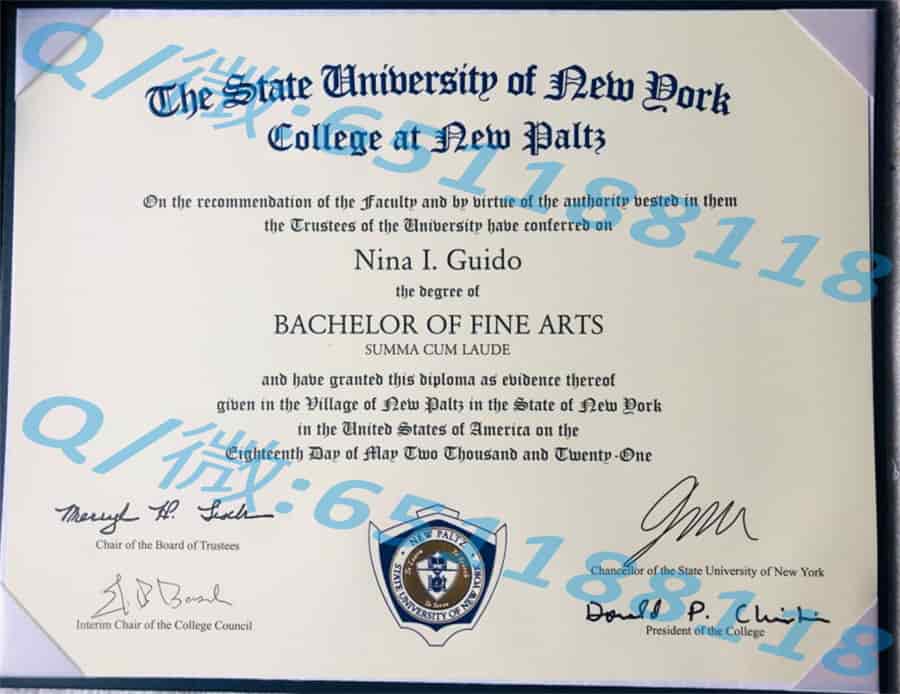 The State University of New York
College at New Paltz
On the recommendation of the Faculty and by virtue of the authority vested in them
the Trustees of the University have conferred on
Nina I. Guido
the degree of
BACHELOR OF FINE ARTS
SUMMA CUM LAUDE
and have granted this diploma as evidence thereof
given in the Village of New Paltz in the State of New York
in the United States of America on the
Eighteenth Day of May Two Thousand and Twenty-One
Chair of the Board of Trustees
Interim Chair of the College Council
NEW PALTZ
STATE UNIVERSITY OF NEW YORK
To Serve
Chancellor of the State University of New York
Donald P. Christian
President of the College
Q/微:65118118
Q/微:65118118